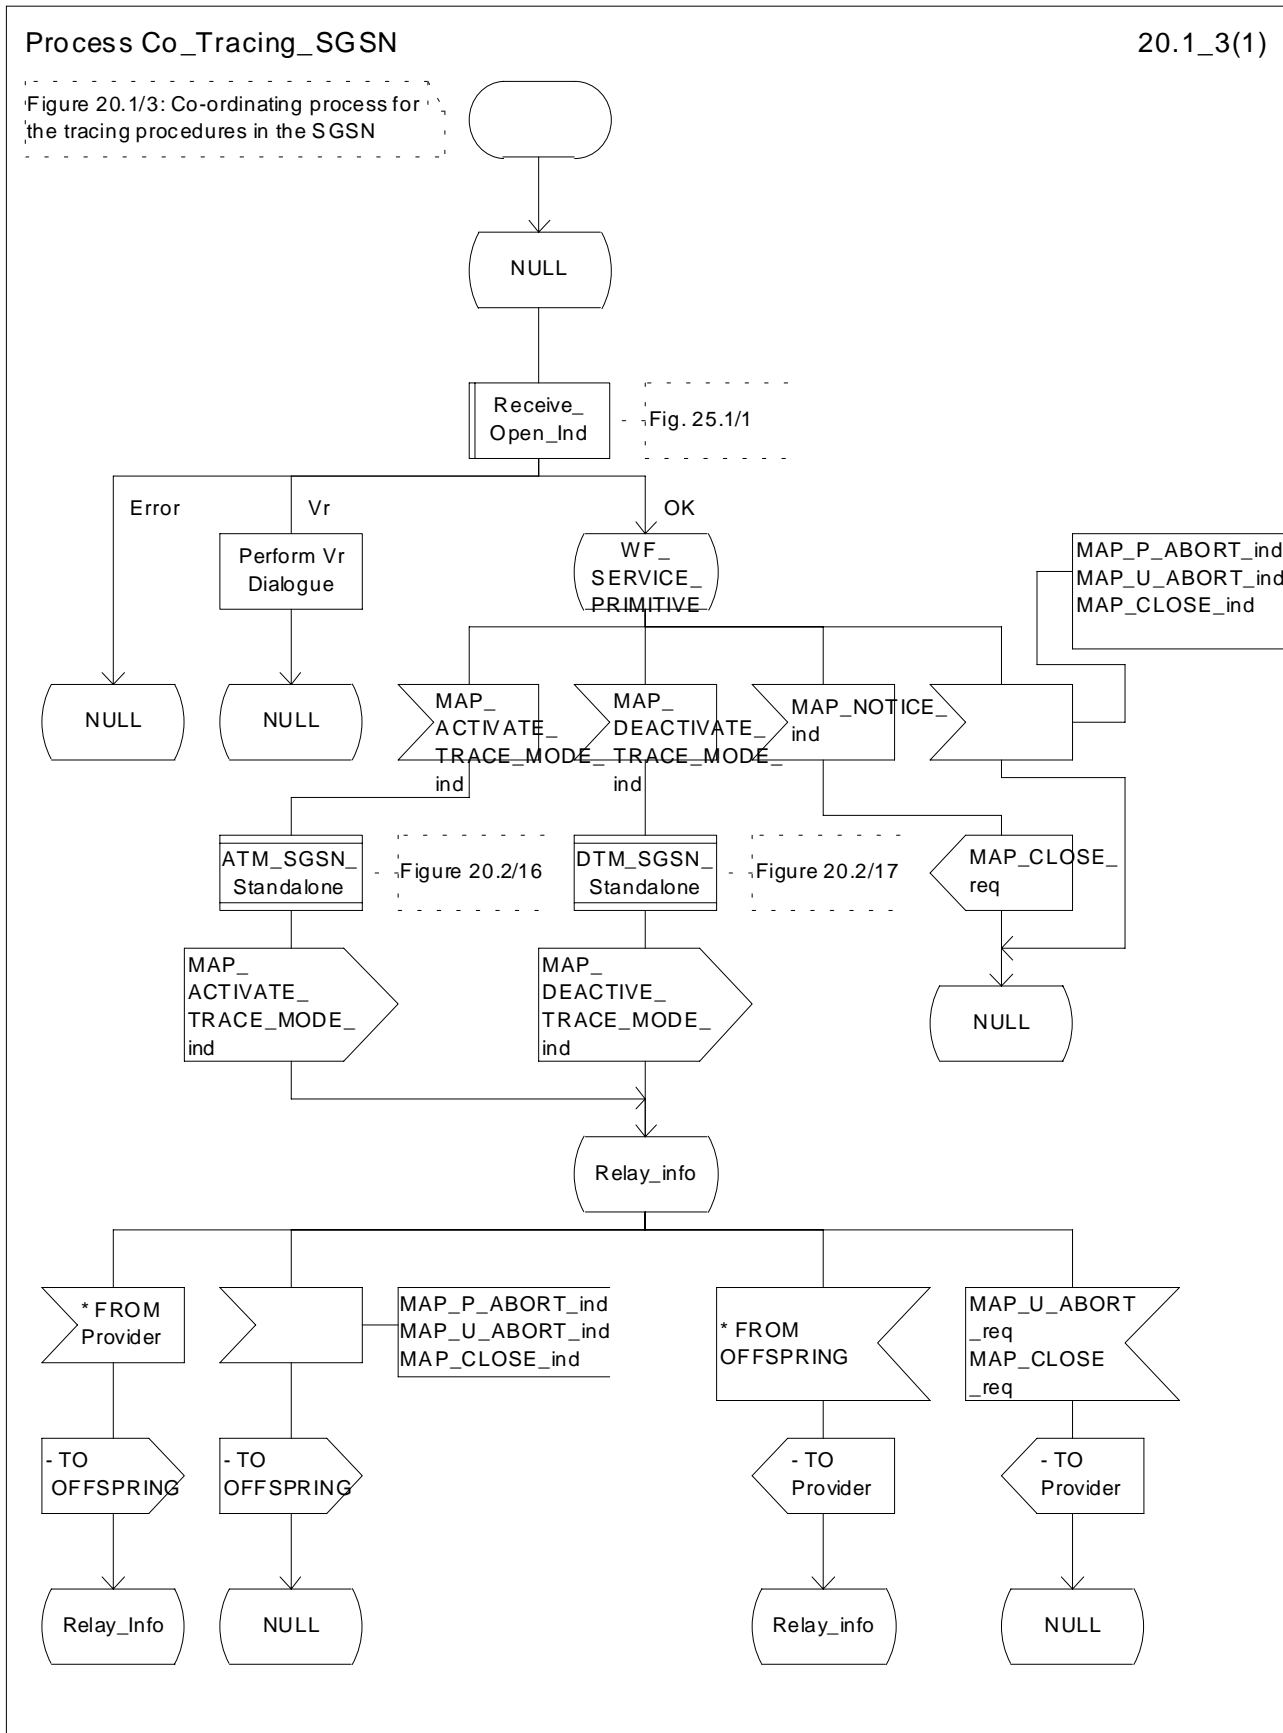 Process Co_Tracing_SGSN
20.1_3(1)
Figure 20.1/3: Co-ordinating process for
the tracing procedures in the SGSN
NULL
Receive_
Open_Ind
Fig. 25.1/1
Error
Vr
OK
Perform Vr
Dialogue
WF_
SERVICE_
PRIMITIVE
MAP_P_ABORT_ind
MAP_U_ABORT_ind
MAP_CLOSE_ind
NULL
NULL
MAP_
ACTIVATE_
TRACE_MODE_
ind
MAP_
DEACTIVATE_
TRACE_MODE_
ind
MAP_NOTICE_
ind
ATM_SGSN_
Standalone
Figure 20.2/16
DTM_SGSN_
Standalone
Figure 20.2/17
MAP_CLOSE_
req
MAP_
ACTIVATE_
TRACE_MODE_
ind
MAP_
DEACTIVE_
TRACE_MODE_
ind
NULL
Relay_info
* FROM
Provider
MAP_P_ABORT_ind
MAP_U_ABORT_ind
MAP_CLOSE_ind
* FROM
OFFSPRING
MAP_U_ABORT
_req
MAP_CLOSE
_req
- TO
OFFSPRING
- TO
OFFSPRING
- TO
Provider
- TO
Provider
Relay_Info
NULL
Relay_info
NULL